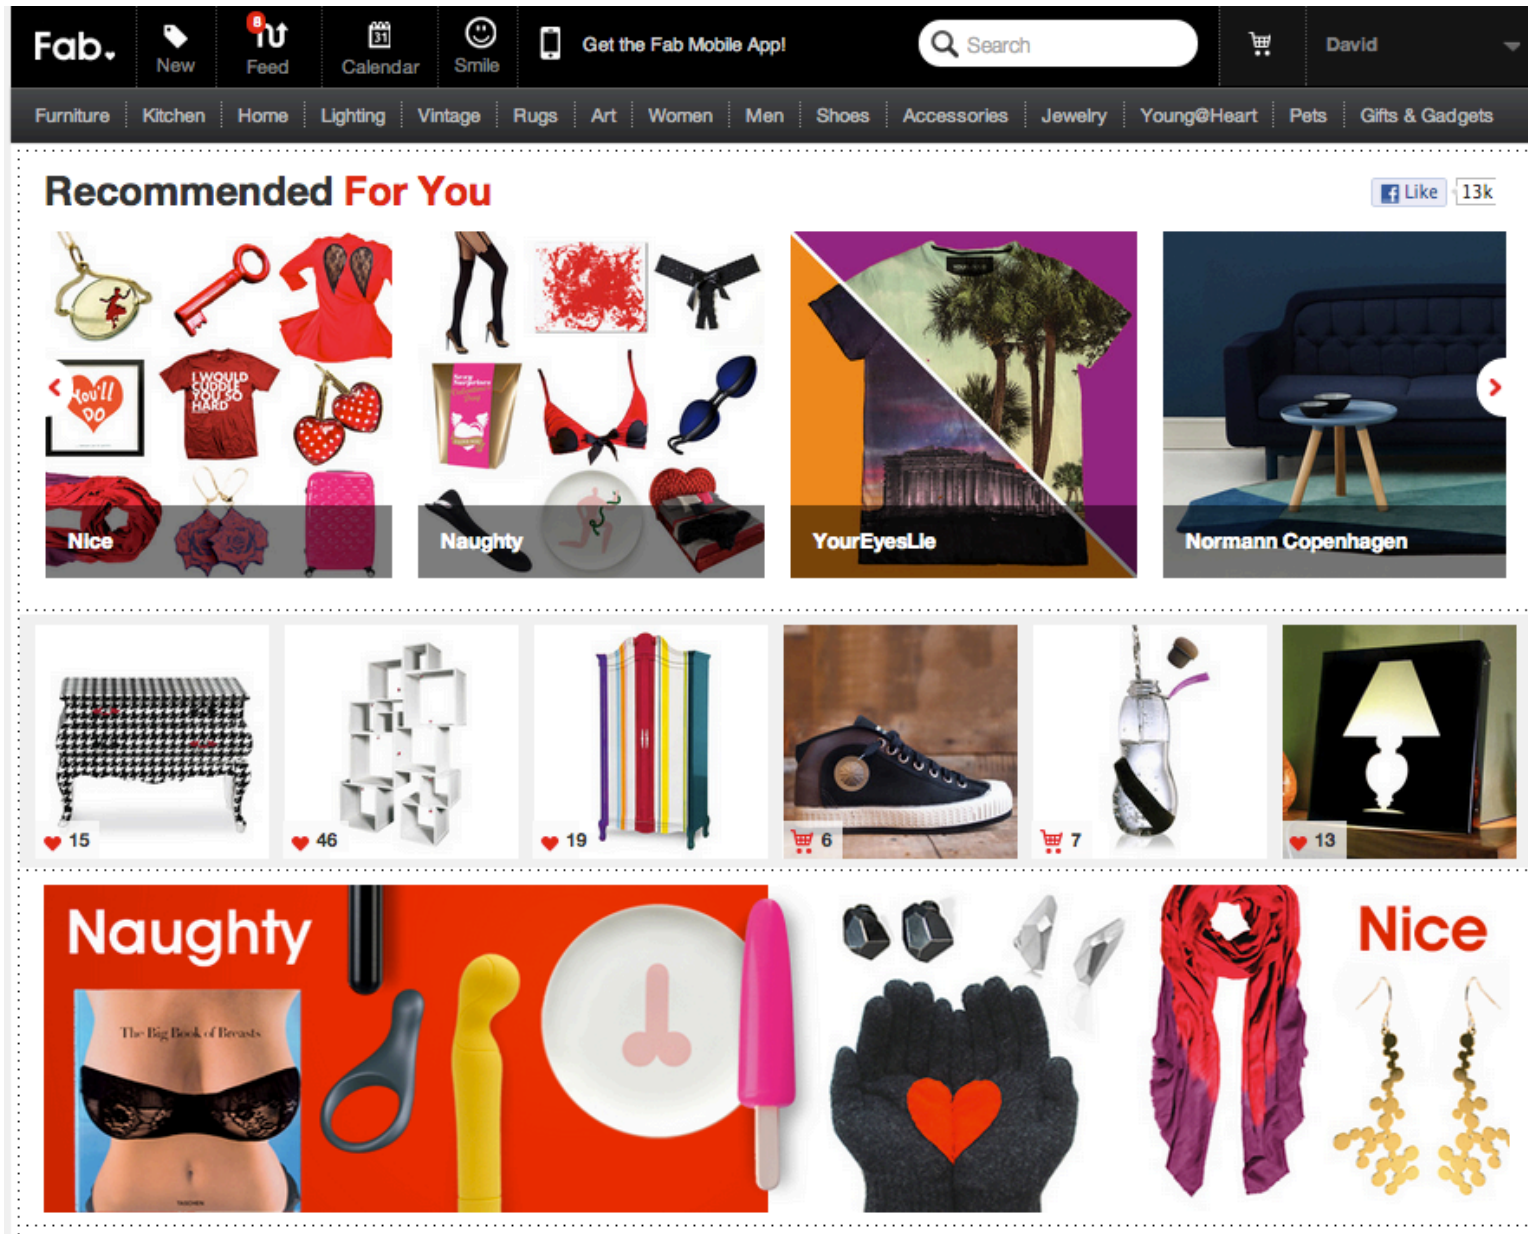 Fab.
New
8
Feed
31
Calendar
Smile
Get the Fab Mobile App!
Search
David
Furniture
Kitchen
Home
Lighting
Vintage
Rugs
Art
Women
Men
Shoes
Accessories
Jewelry
Young@Heart
Pets
Gifts & Gadgets
Recommended For You
Like
13k
You'll
DO
I WOULD
CUDDLE
YOU SO
HARD
Nice
Sexy
Surprises
Naughty
YourEyesLie
Normann Copenhagen
15
46
19
6
7
13
Naughty
The Big Book of Breasts
TASCHEN
Nice